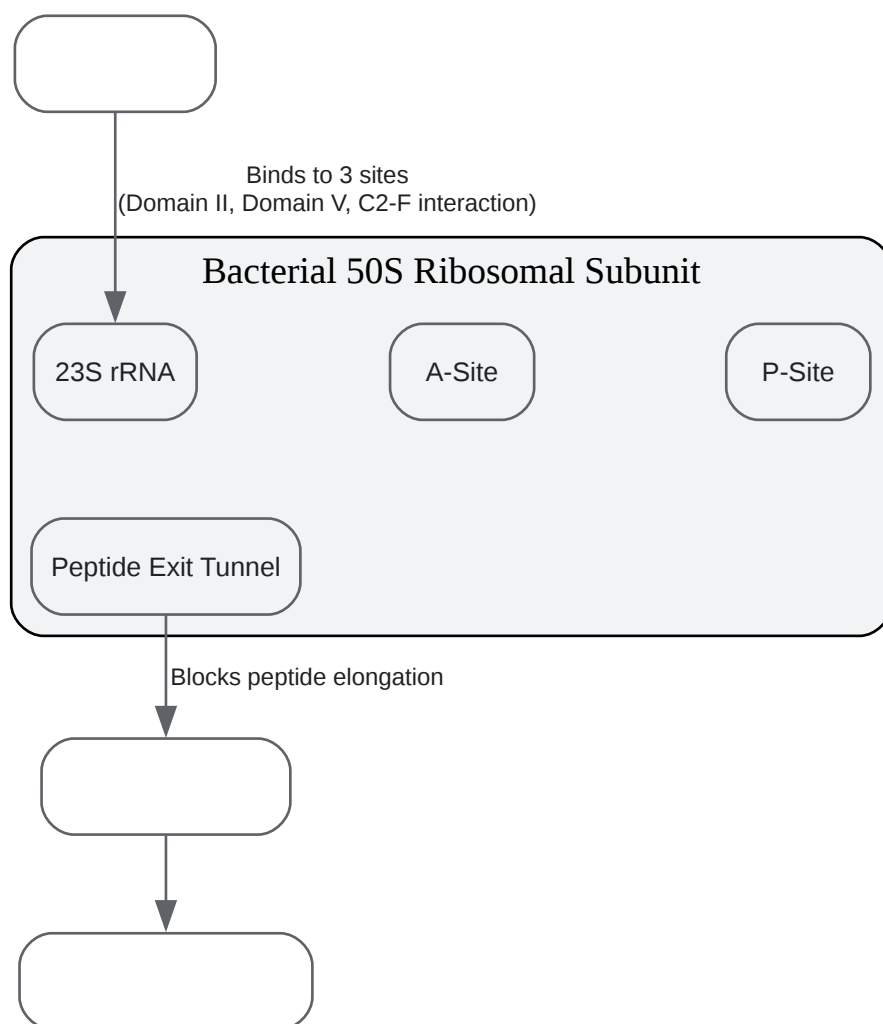 Binds to 3 sites
(Domain II, Domain V, C2-F interaction)
Bacterial 50S Ribosomal Subunit
23S rRNA
A-Site
P-Site
Peptide Exit Tunnel
Blocks peptide elongation